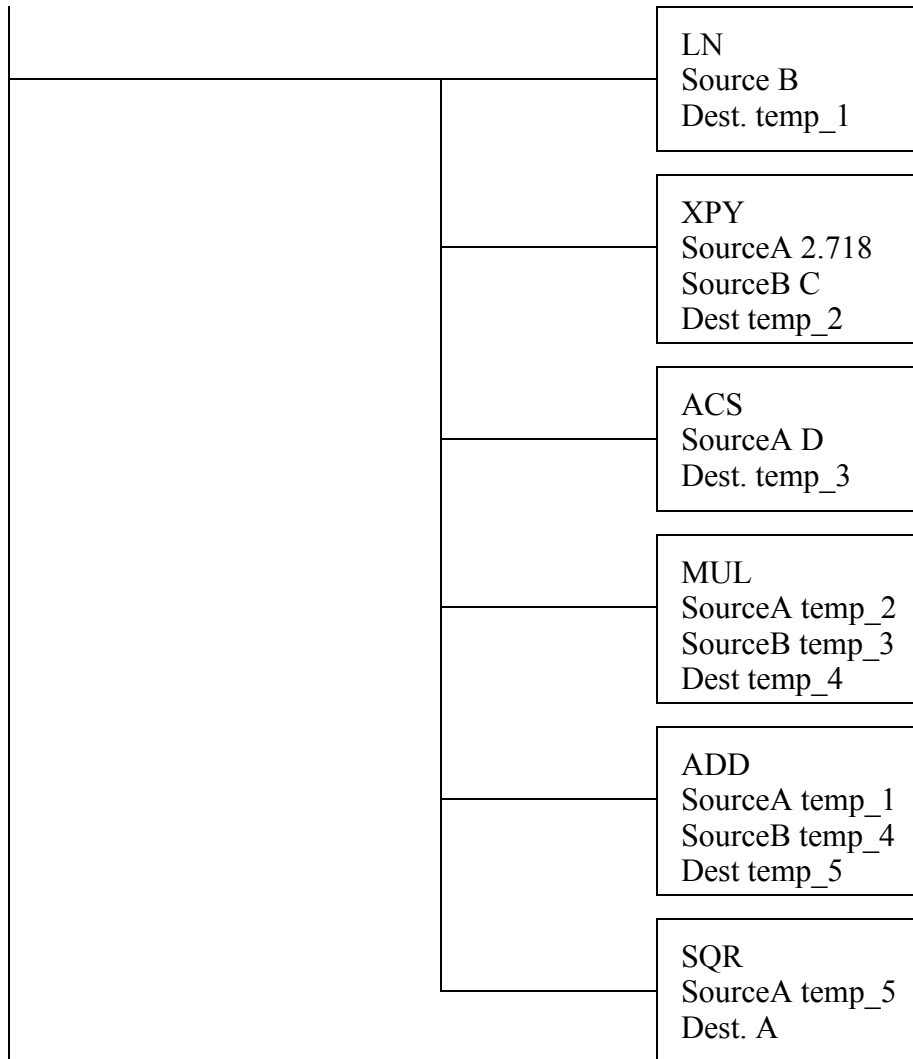 LN
Source B
Dest. temp_1
XPY
SourceA 2.718
SourceB C
Dest temp_2
ACS
SourceA D
Dest. temp_3
MUL
SourceA temp_2
SourceB temp_3
Dest temp_4
ADD
SourceA temp_1
SourceB temp_4
Dest temp_5
SQR
SourceA temp_5
Dest. A